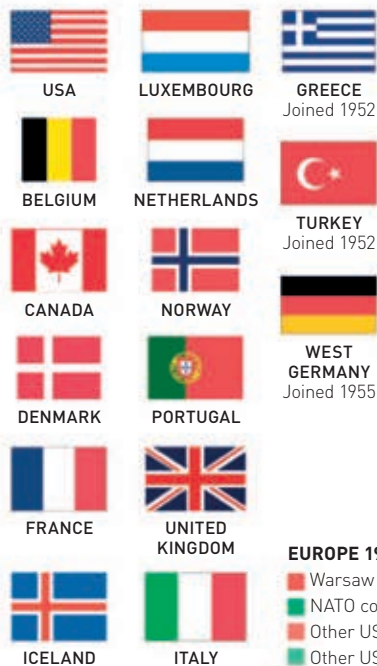 USA
LUXEMBOURG
GREECE
Joined 1952
BELGIUM
NETHERLANDS
TURKEY
Joined 1952
CANADA
NORWAY
WEST
GERMANY
Joined 1955
DENMARK
PORTUGAL
FRANCE
UNITED
KINGDOM
ICELAND
ITALY
EUROPE
Warsaw
NATO
Other
Other